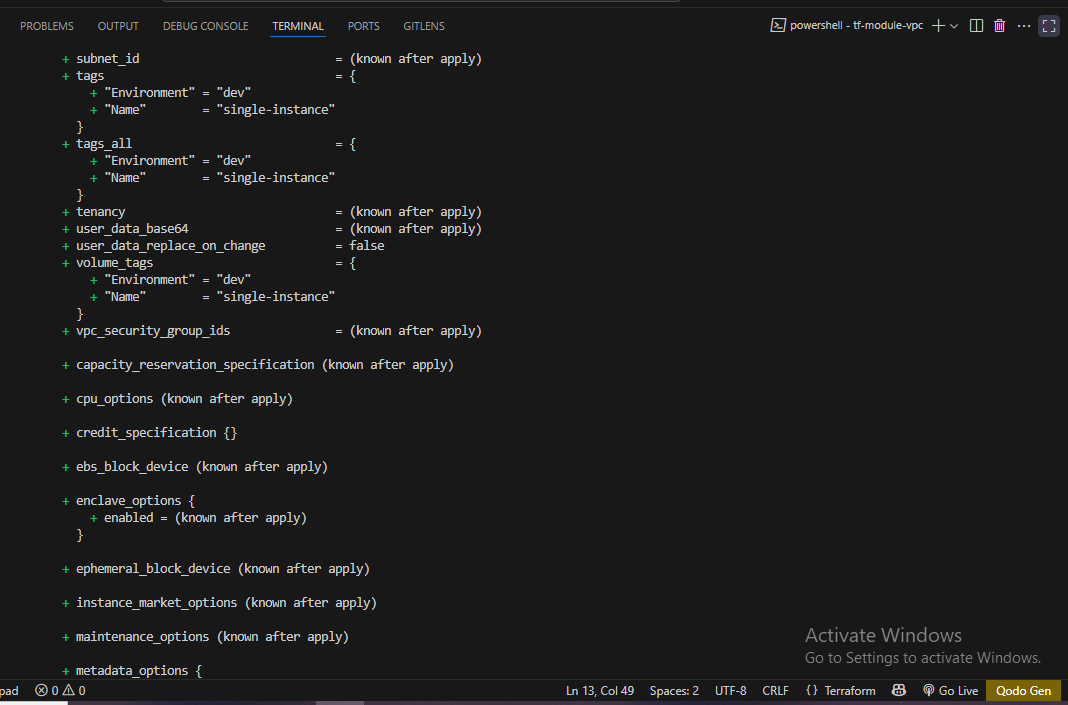 PROBLEMS OUTPUT DEBUG CONSOLE TERMINAL PORTS GITLENS powershell - tf-module-vpc
+ subnet_id = (known after apply)
+ tags = {
+ "Environment" = "dev"
+ "Name" = "single-instance"
}
+ tags_all = {
+ "Environment" = "dev"
+ "Name" = "single-instance"
}
+ tenancy = (known after apply)
+ user_data_base64 = (known after apply)
+ user_data_replace_on_change = false
+ volume_tags = {
+ "Environment" = "dev"
+ "Name" = "single-instance"
}
+ vpc_security_group_ids = (known after apply)
+ capacity_reservation_specification (known after apply)
+ cpu_options (known after apply)
+ credit_specification {}
+ ebs_block_device (known after apply)
+ enclave_options {
+ enabled = (known after apply)
}
+ ephemeral_block_device (known after apply)
+ instance_market_options (known after apply)
+ maintenance_options (known after apply)
+ metadata_options {
Activate Windows
Go to Settings to activate Windows.
pad 0 0 Ln 13, Col 49 Spaces: 2 UTF-8 CRLF {} Terraform Go Live Qodo Gen